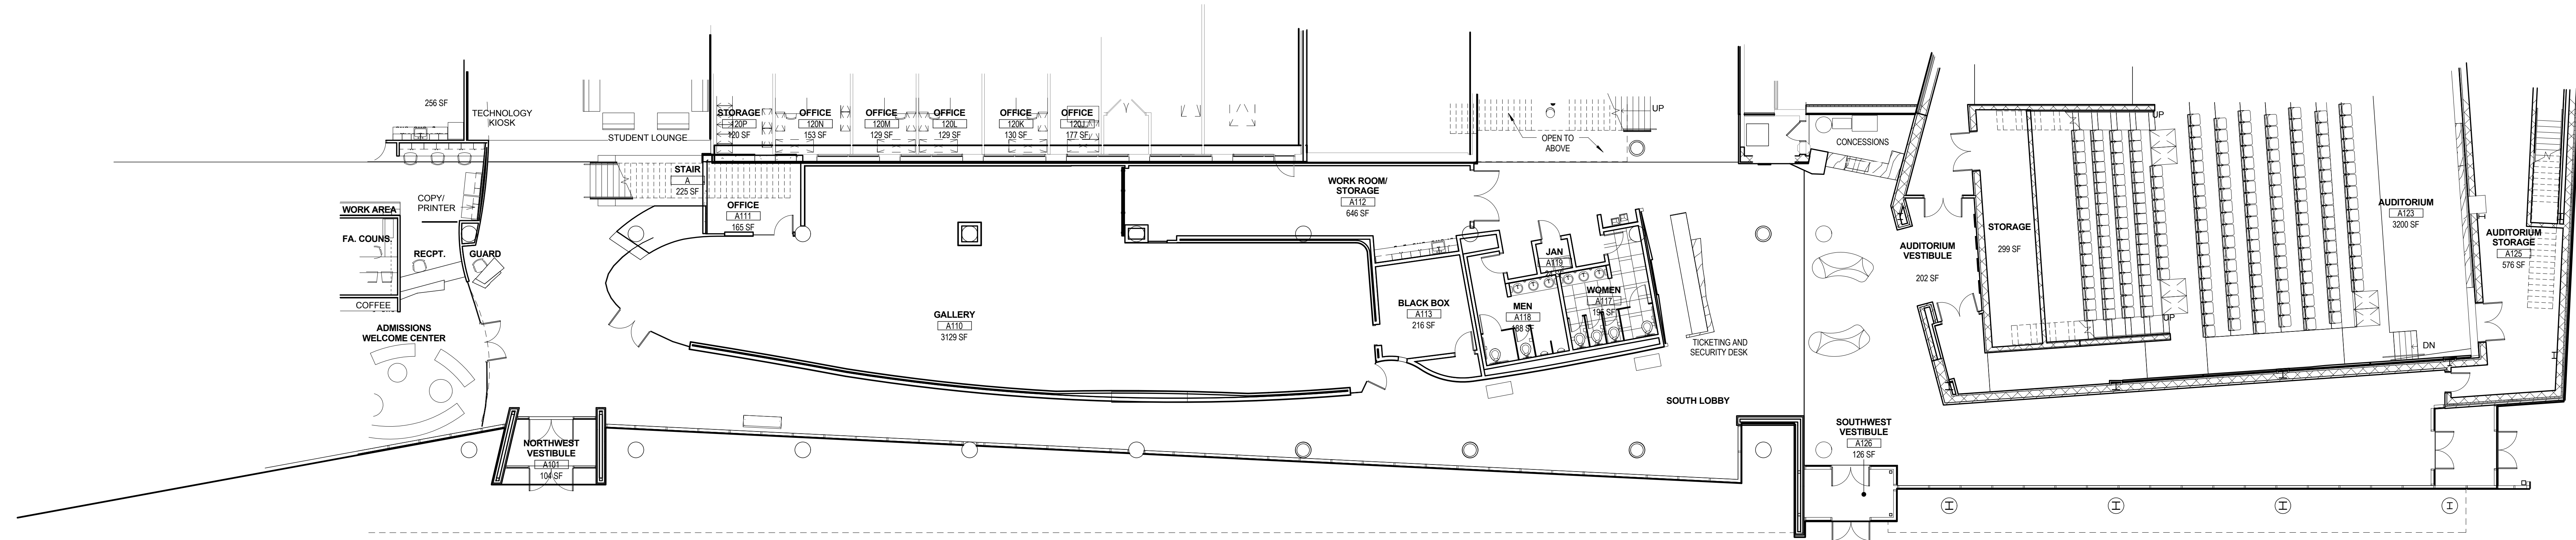 256 SF
TECHNOLOGY
KIOSK
STUDENT LOUNGE
STORAGE
120P
120 SF
OFFICE
120N
153 SF
OFFICE
120M
129 SF
OFFICE
120L
129 SF
OFFICE
120K
130 SF
OFFICE
120J
177 SF
UP
OPEN TO
ABOVE
CONCESSIONS
UP
STAIR
A
225 SF
COPY/
PRINTER
WORK AREA
FA. COUNS.
RECPT.
GUARD
COFFEE
ADMISSIONS
WELCOME CENTER
OFFICE
A111
165 SF
WORK ROOM/
STORAGE
A112
646 SF
GALLERY
A110
3129 SF
BLACK BOX
A113
216 SF
JAN
A119
MEN
A118
188 SF
WOMEN
A117
TICKETING AND
SECURITY DESK
SOUTH LOBBY
AUDITORIUM
VESTIBULE
202 SF
STORAGE
299 SF
UP
AUDITORIUM
A123
3200 SF
AUDITORIUM
STORAGE
A125
576 SF
DN
NORTHWEST
VESTIBULE
A101
104 SF
SOUTHWEST
VESTIBULE
A126
126 SF